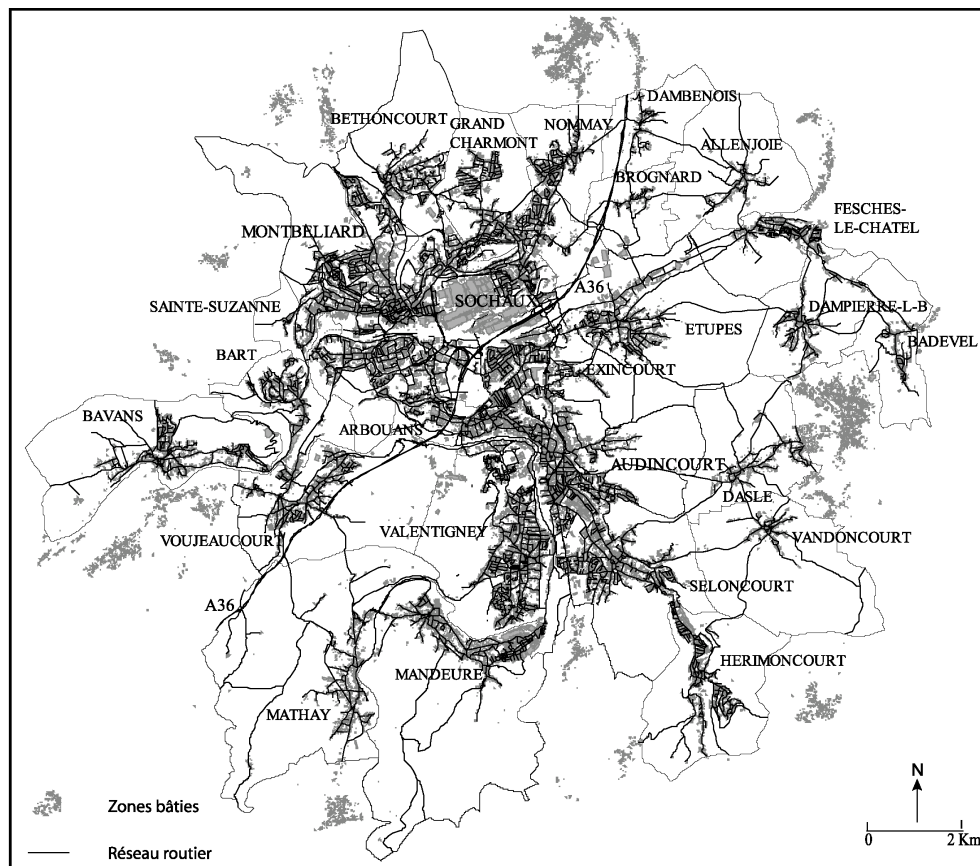 DAMBENOIS
BETHONCOURT
GRAND
CHARMONT
NOMMAY
ALLENJOIE
BROGNARD
FESCHES-
LE-CHATEL
MONTBELIARD
A36
SOCHAUX
SAINTE-SUZANNE
DAMPIERRE-L-B
ETUPES
BADEVEL
BART
EXINCOURT
BAVANS
ARBOUANS
AUDINCOURT
DASLE
VOUJEAUCOURT
VALENTIGNEY
VANDONCOURT
SELONCOURT
A36
HERIMONCOURT
MANDEURE
MATHAY
N
Zones bâties
0 2 Km
Réseau routier